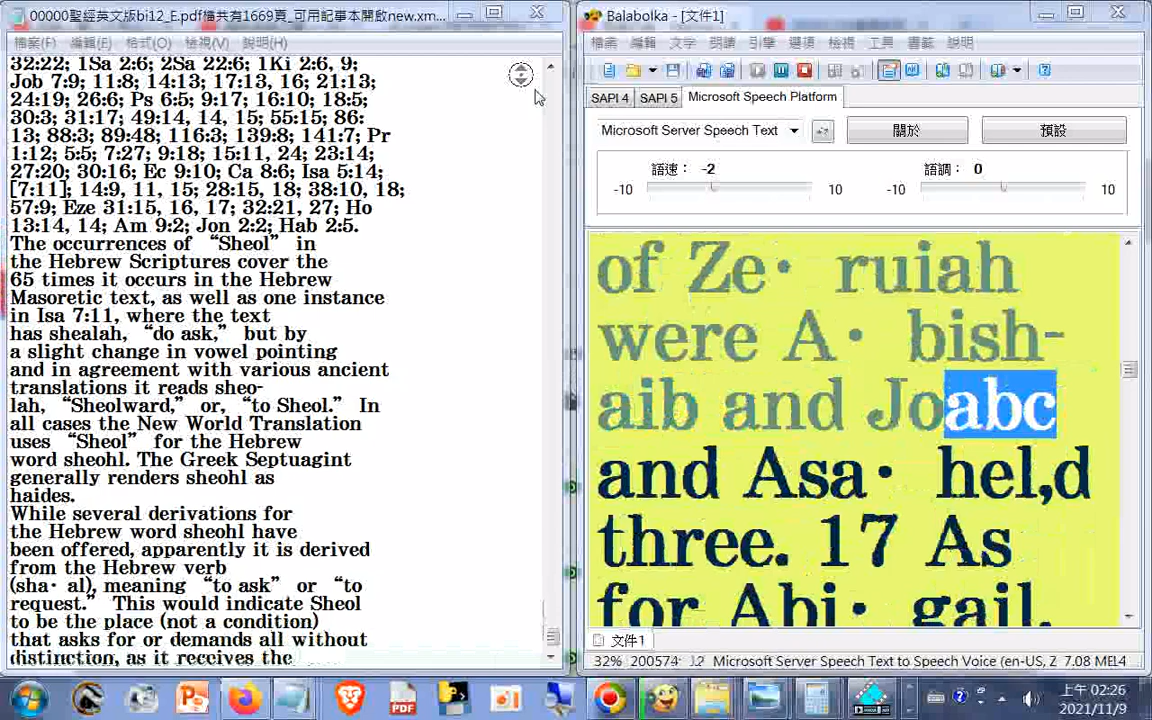 00000聖經英文版bi12_E.pdf檔共有1669頁_可用記事本開啟new.xm...
檔案(F) 編輯(E) 格式(O) 檢視(V) 說明(H)
32:22; 1Sa 2:6; 2Sa 22:6; 1Ki 2:6, 9;
Job 7:9; 11:8; 14:13; 17:13, 16; 21:13;
24:19; 26:6; Ps 6:5; 9:17; 16:10; 18:5;
30:3; 31:17; 49:14, 14, 15; 55:15; 86:
13; 88:3; 89:48; 116:3; 139:8; 141:7; Pr
1:12; 5:5; 7:27; 9:18; 15:11, 24; 23:14;
27:20; 30:16; Ec 9:10; Ca 8:6; Isa 5:14;
[7:11]; 14:9, 11, 15; 28:15, 18; 38:10, 18;
57:9; Eze 31:15, 16, 17; 32:21, 27; Ho
13:14, 14; Am 9:2; Jon 2:2; Hab 2:5.
The occurrences of “Sheol” in
the Hebrew Scriptures cover the
65 times it occurs in the Hebrew
Masoretic text, as well as one instance
in Isa 7:11, where the text
has shealah, “do ask,” but by
a slight change in vowel pointing
and in agreement with various ancient
translations it reads sheo-
lah, “Sheolward,” or, “to Sheol.” In
all cases the New World Translation
uses “Sheol” for the Hebrew
word sheohl. The Greek Septuagint
generally renders sheohl as
haides.
While several derivations for
the Hebrew word sheohl have
been offered, apparently it is derived
from the Hebrew verb
(sha· al), meaning “to ask” or “to
request.” This would indicate Sheol
to be the place (not a condition)
that asks for or demands all without
distinction, as it receives the
Balabolka - [文件1]
檔案 編輯 文字 朗讀 引擎 選項 檢視 工具 書籤 說明
SAPI 4 SAPI 5 Microsoft Speech Platform
Microsoft Server Speech Text 關於 預設
語速: -2 語調: 0
-10 10 -10 10
of Ze· ruiah
were A· bish-
aib and Joabc
and Asa· hel,d
three. 17 As
for Abi· gail,
文件1
32% 200574: J2 Microsoft Server Speech Text to Speech Voice (en-US, Z 7.08 MEL4
PDF
上午 02:26
2021/11/9